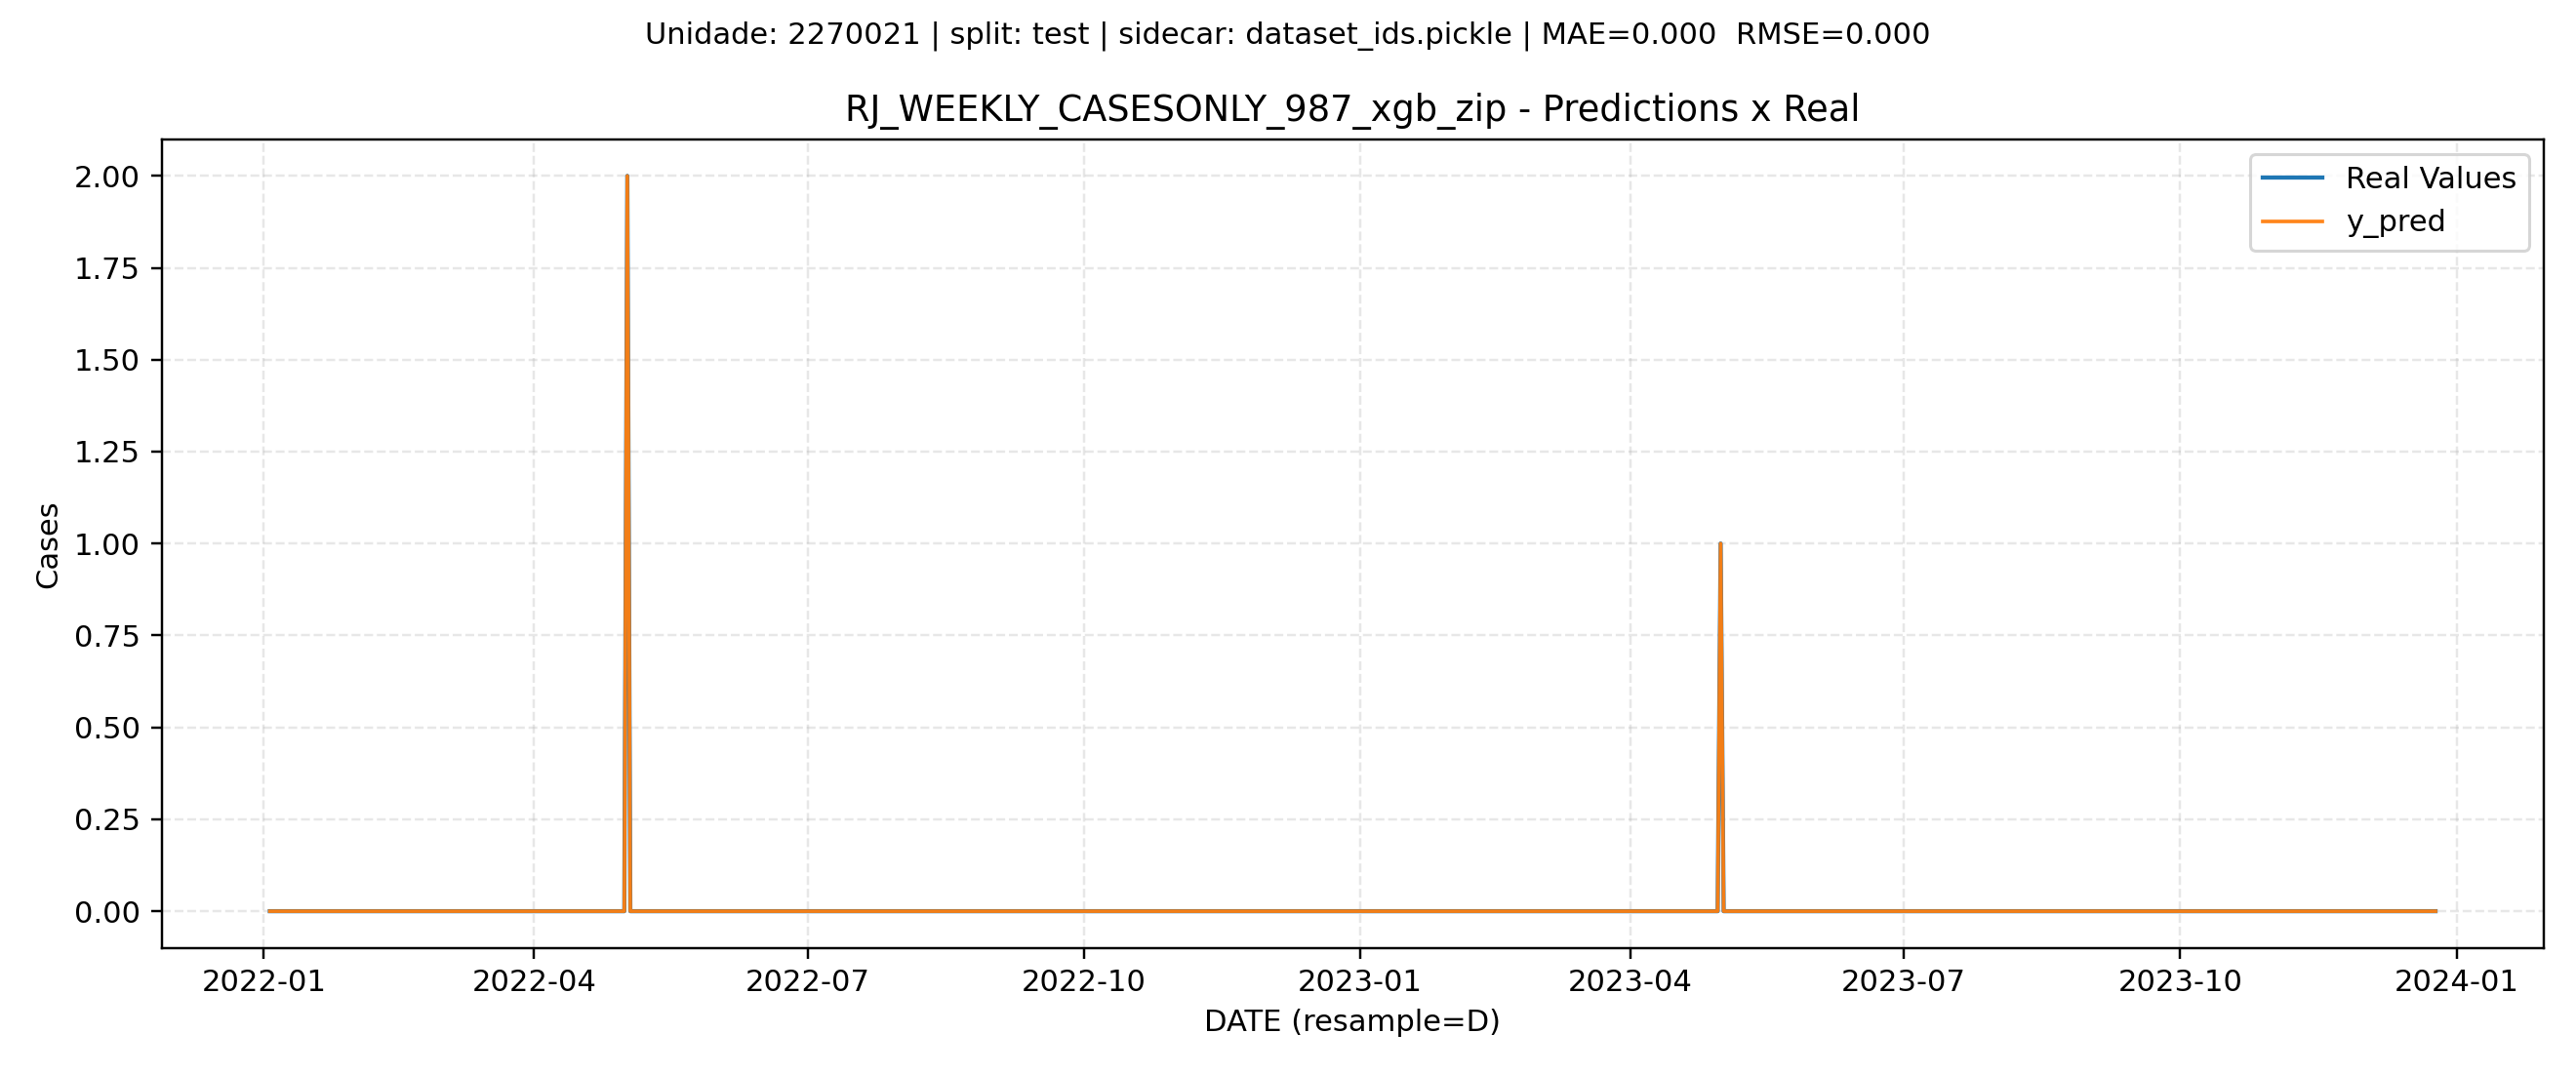 Unidade: 2270021 | split: test | sidecar: dataset_ids.pickle | MAE=0.000  RMSE=0.000
RJ_WEEKLY_CASESONLY_987_xgb_zip - Predictions x Real
Real Values
y_pred
2.00
1.75
1.50
1.25
1.00
0.75
0.50
0.25
0.00
Cases
2022-01 2022-04 2022-07 2022-10 2023-01 2023-04 2023-07 2023-10 2024-01
DATE (resample=D)